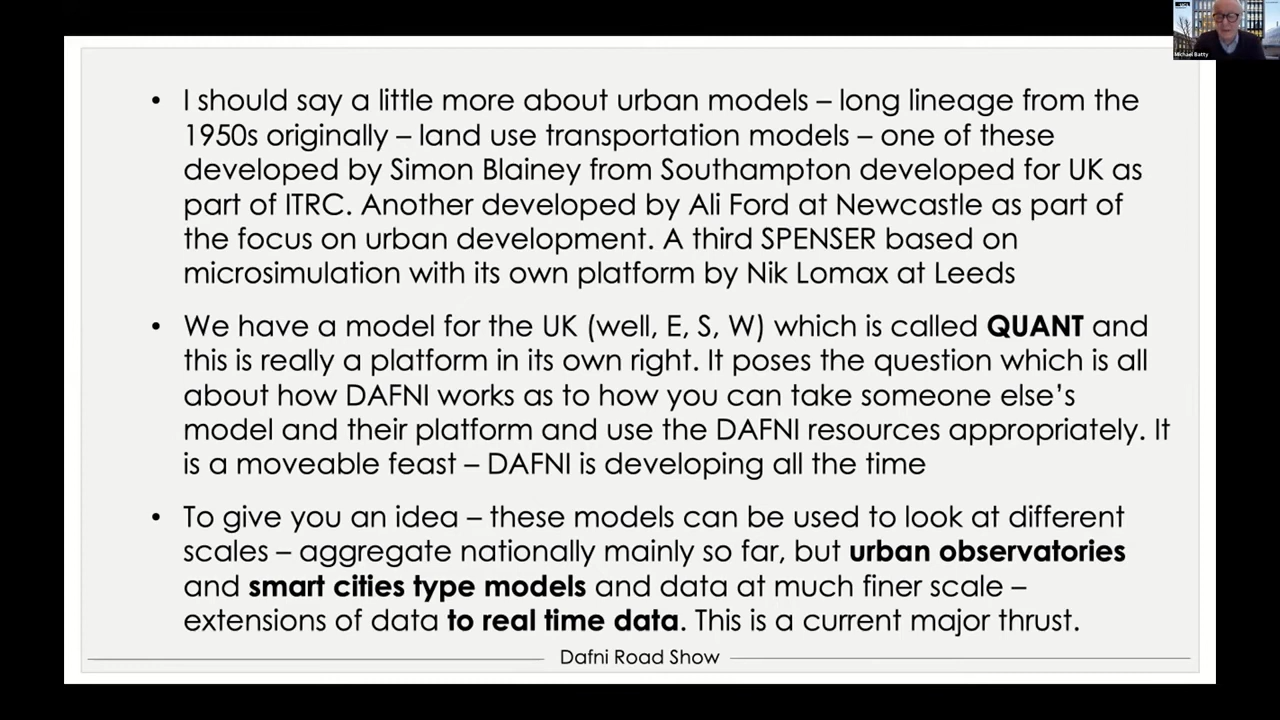 UCL
Michael Batty
• I should say a little more about urban models – long lineage from the
1950s originally – land use transportation models – one of these
developed by Simon Blainey from Southampton developed for UK as
part of ITRC. Another developed by Ali Ford at Newcastle as part of
the focus on urban development. A third SPENSER based on
microsimulation with its own platform by Nik Lomax at Leeds
• We have a model for the UK (well, E, S, W) which is called QUANT and
this is really a platform in its own right. It poses the question which is all
about how DAFNI works as to how you can take someone else’s
model and their platform and use the DAFNI resources appropriately. It
is a moveable feast – DAFNI is developing all the time
• To give you an idea – these models can be used to look at different
scales – aggregate nationally mainly so far, but urban observatories
and smart cities type models and data at much finer scale –
extensions of data to real time data. This is a current major thrust.
Dafni Road Show